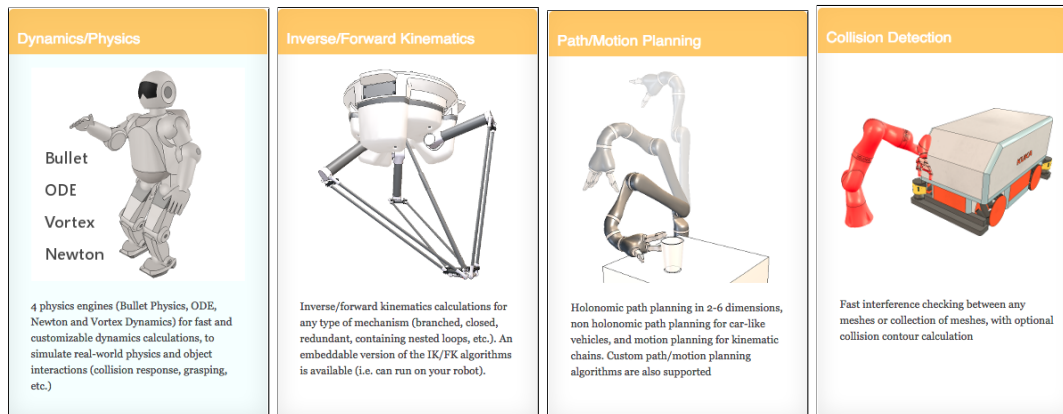 Dynamics/Physics
Bullet
ODE
Vortex
Newton
4 physics engines (Bullet Physics, ODE,
Newton and Vortex Dynamics) for fast and
customizable dynamics calculations, to
simulate real-world physics and object
interactions (collision response, grasping,
etc.)
Inverse/Forward Kinematics
Inverse/forward kinematics calculations for
any type of mechanism (branched, closed,
redundant, containing nested loops, etc.). An
embeddable version of the IK/FK algorithms
is available (i.e. can run on your robot).
Path/Motion Planning
Holonomic path planning in 2-6 dimensions,
non holonomic path planning for car-like
vehicles, and motion planning for kinematic
chains. Custom path/motion planning
algorithms are also supported
Collision Detection
Fast interference checking between any
meshes or collection of meshes, with optional
collision contour calculation